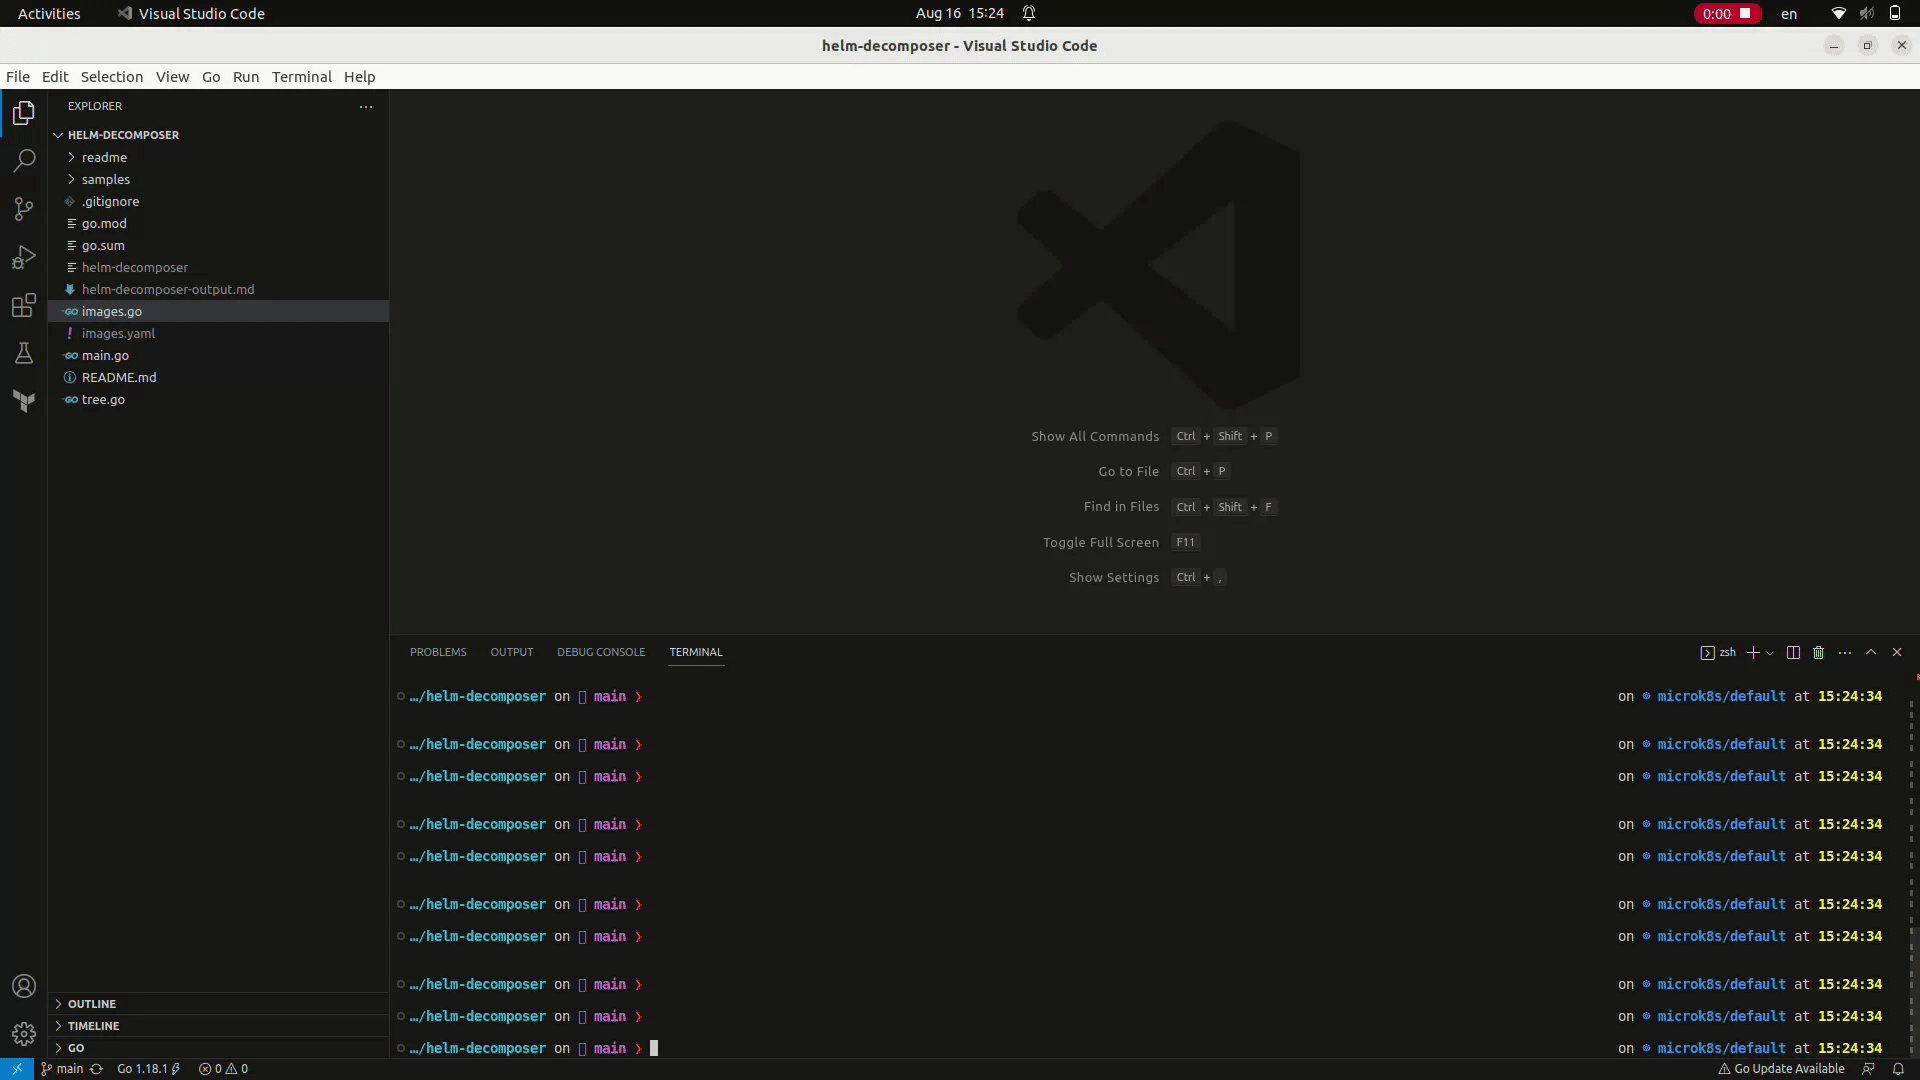 Activities
Visual Studio Code
Aug 16 15:24
0:00
en
helm-decomposer - Visual Studio Code
File Edit Selection View Go Run Terminal Help
EXPLORER
HELM-DECOMPOSER
readme
samples
.gitignore
go.mod
go.sum
helm-decomposer
helm-decomposer-output.md
images.go
images.yaml
main.go
README.md
tree.go
OUTLINE
TIMELINE
GO
Show All Commands Ctrl + Shift + P
Go to File Ctrl + P
Find in Files Ctrl + Shift + F
Toggle Full Screen F11
Show Settings Ctrl + ,
PROBLEMS OUTPUT DEBUG CONSOLE TERMINAL
zsh
…/helm-decomposer on main ❯ on ☸ microk8s/default at 15:24:34
…/helm-decomposer on main ❯ on ☸ microk8s/default at 15:24:34
…/helm-decomposer on main ❯ on ☸ microk8s/default at 15:24:34
…/helm-decomposer on main ❯ on ☸ microk8s/default at 15:24:34
…/helm-decomposer on main ❯ on ☸ microk8s/default at 15:24:34
…/helm-decomposer on main ❯ on ☸ microk8s/default at 15:24:34
…/helm-decomposer on main ❯ on ☸ microk8s/default at 15:24:34
…/helm-decomposer on main ❯ on ☸ microk8s/default at 15:24:34
…/helm-decomposer on main ❯ on ☸ microk8s/default at 15:24:34
…/helm-decomposer on main ❯ on ☸ microk8s/default at 15:24:34
main Go 1.18.1 0 0 Go Update Available